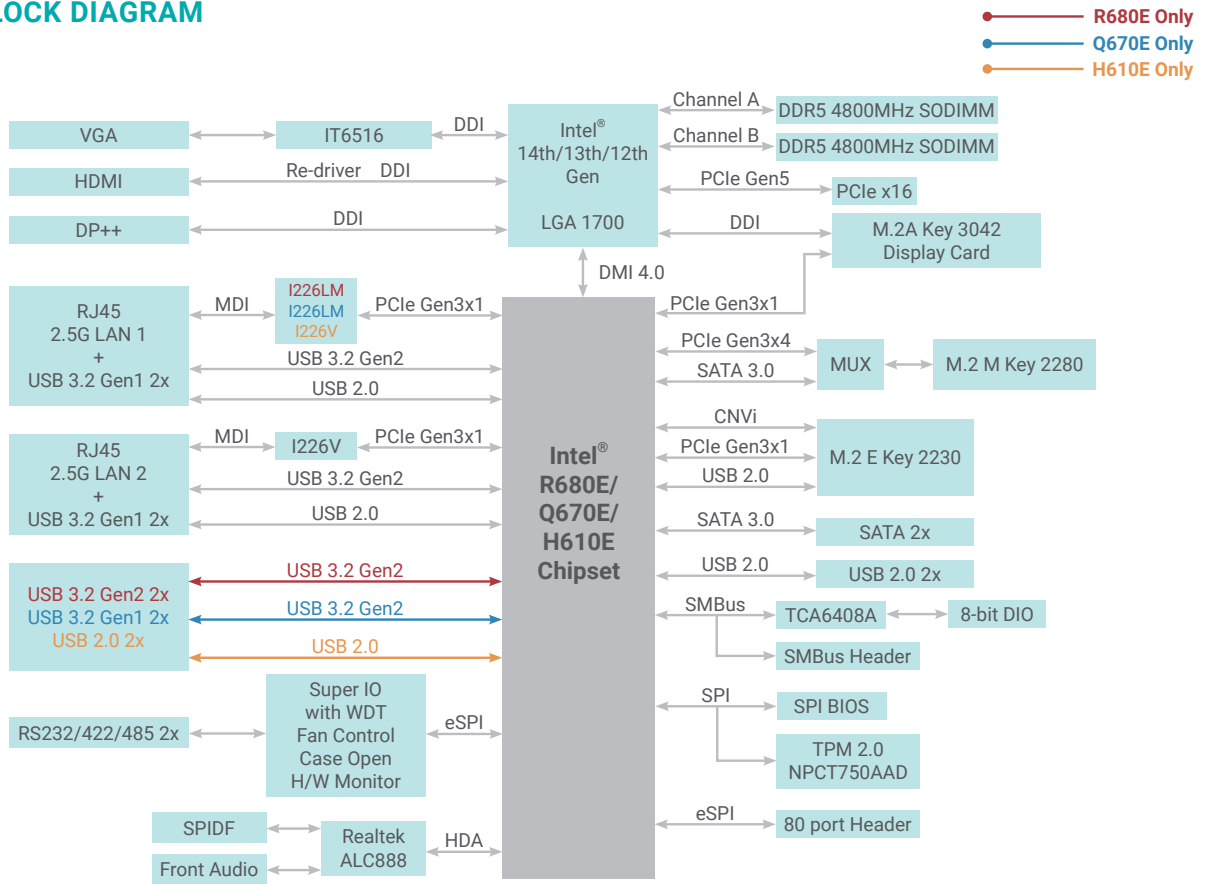 LOCK DIAGRAM
R680E Only
Q670E Only
H610E Only
VGA
IT6516
DDI
HDMI
Re-driver DDI
DP++
DDI
Intel®
14th/13th/12th
Gen
LGA 1700
Channel A
DDR5 4800MHz SODIMM
Channel B
DDR5 4800MHz SODIMM
PCIe Gen5
PCIe x16
DDI
M.2A Key 3042
Display Card
DMI 4.0
RJ45
2.5G LAN 1
+
USB 3.2 Gen1 2x
MDI
I226LM
I226LM
I226V
PCIe Gen3x1
USB 3.2 Gen2
USB 2.0
RJ45
2.5G LAN 2
+
USB 3.2 Gen1 2x
MDI
I226V
PCIe Gen3x1
USB 3.2 Gen2
USB 2.0
USB 3.2 Gen2 2x
USB 3.2 Gen1 2x
USB 2.0 2x
USB 3.2 Gen2
USB 3.2 Gen2
USB 2.0
RS232/422/485 2x
Super IO
with WDT
Fan Control
Case Open
H/W Monitor
eSPI
SPIDF
Front Audio
Realtek
ALC888
HDA
Intel®
R680E/
Q670E/
H610E
Chipset
PCIe Gen3x1
PCIe Gen3x4
SATA 3.0
MUX
M.2 M Key 2280
CNVi
PCIe Gen3x1
USB 2.0
M.2 E Key 2230
SATA 3.0
SATA 2x
USB 2.0
USB 2.0 2x
SMBus
TCA6408A
8-bit DIO
SMBus Header
SPI
SPI BIOS
TPM 2.0
NPCT750AAD
eSPI
80 port Header